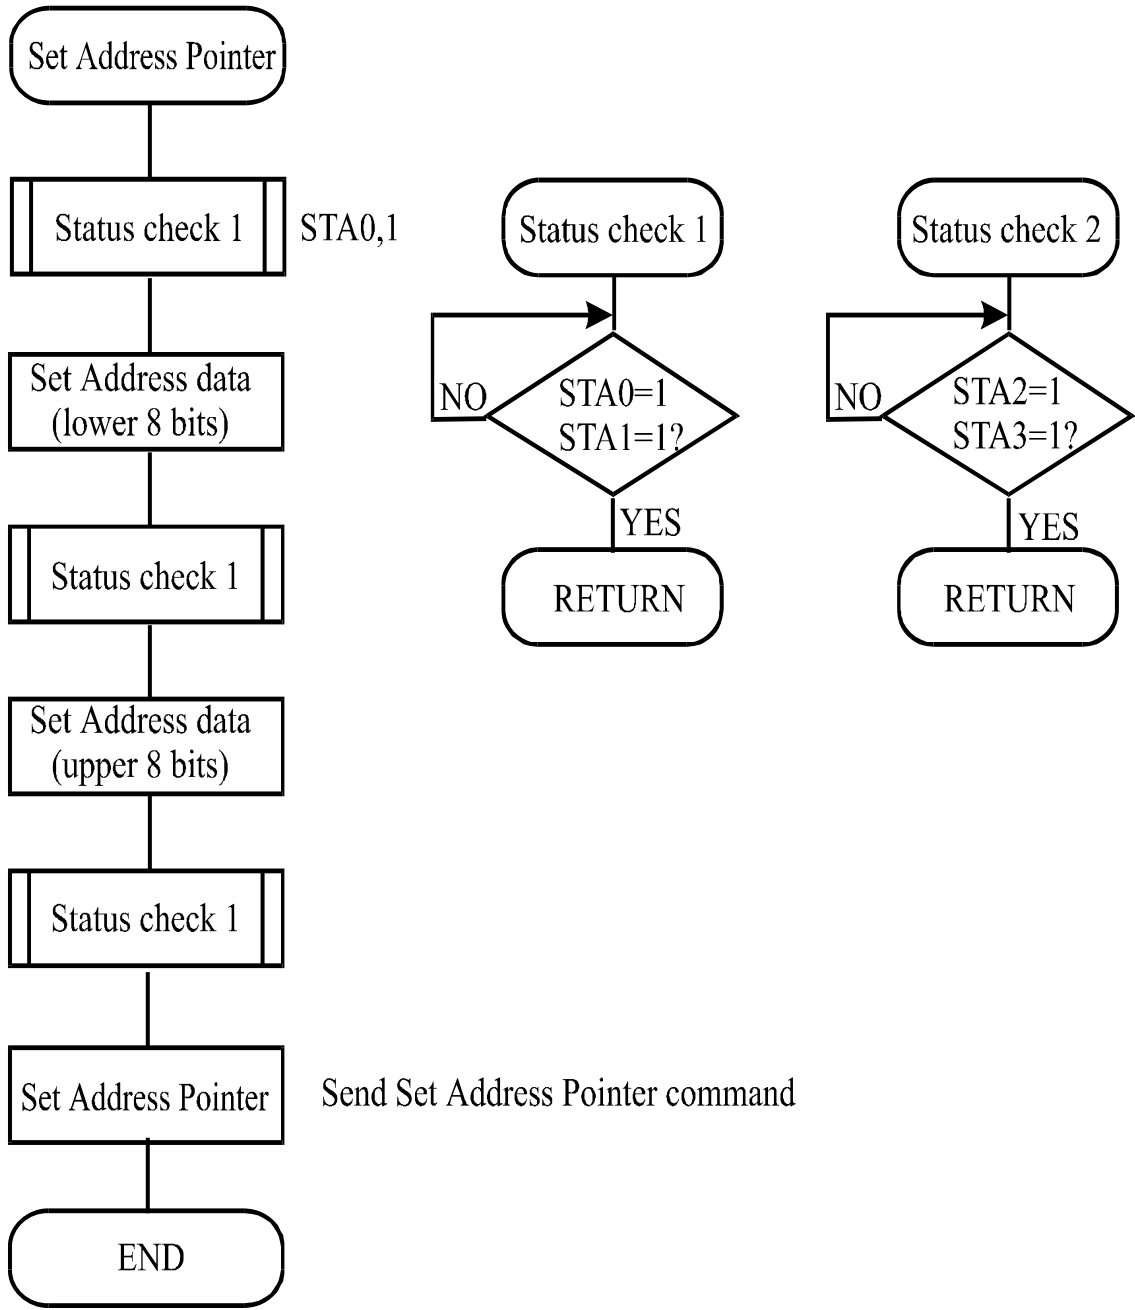 Set Address Pointer
Status check 1
STA0,1
Set Address data
(lower 8 bits)
Status check 1
Set Address data
(upper 8 bits)
Status check 1
Set Address Pointer
Send Set Address Pointer command
END
Status check 1
STA0=1
STA1=1?
NO
YES
RETURN
Status check 2
STA2=1
STA3=1?
NO
YES
RETURN